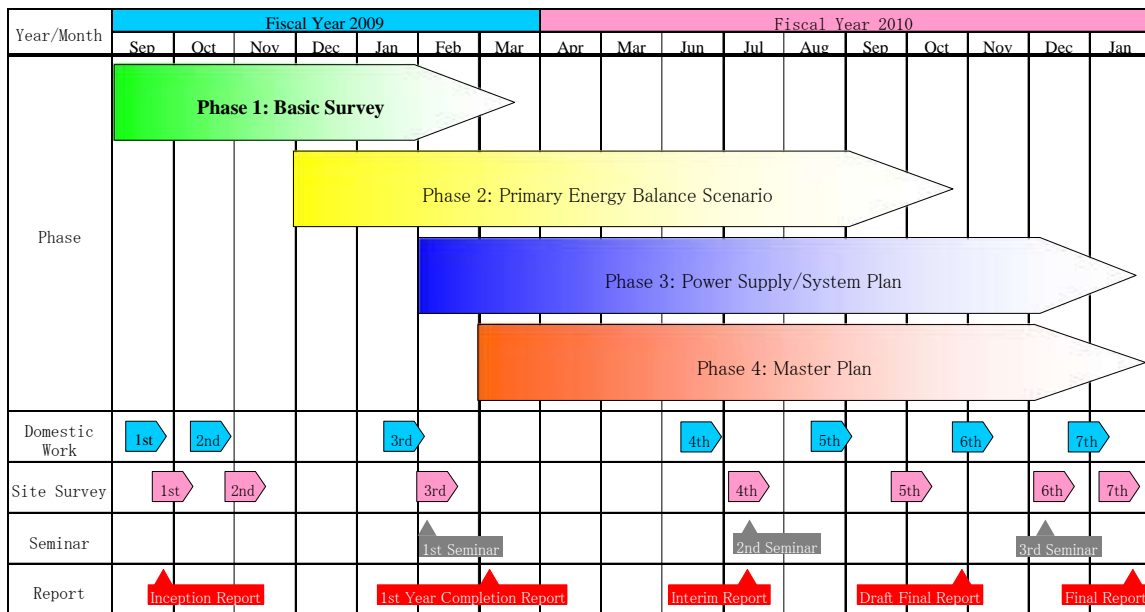 Year/Month
Fiscal Year 2009
Fiscal Year 2010
Sep Oct Nov Dec Jan Feb Mar Apr Mar Jun Jul Aug Sep Oct Nov Dec Jan
Phase
Phase 1: Basic Survey
Phase 2: Primary Energy Balance Scenario
Phase 3: Power Supply/System Plan
Phase 4: Master Plan
Domestic
Work
1st 2nd 3rd 4th 5th 6th 7th
Site Survey
1st 2nd 3rd 4th 5th 6th 7th
Seminar
1st Seminar 2nd Seminar 3rd Seminar
Report
Inception Report 1st Year Completion Report Interim Report Draft Final Report Final Report